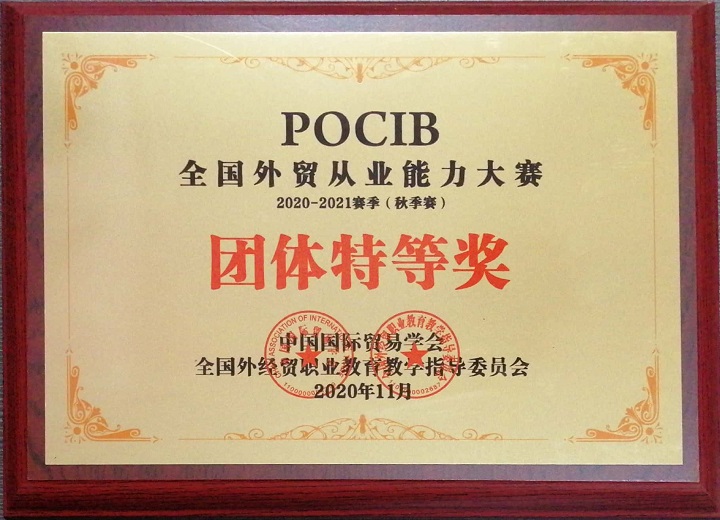 POCIB
全国外贸从业能力大赛
2020-2021赛季（秋季赛）
团体特等奖
中国国际贸易学会
全国外经贸职业教育教学指导委员会
2020年11月